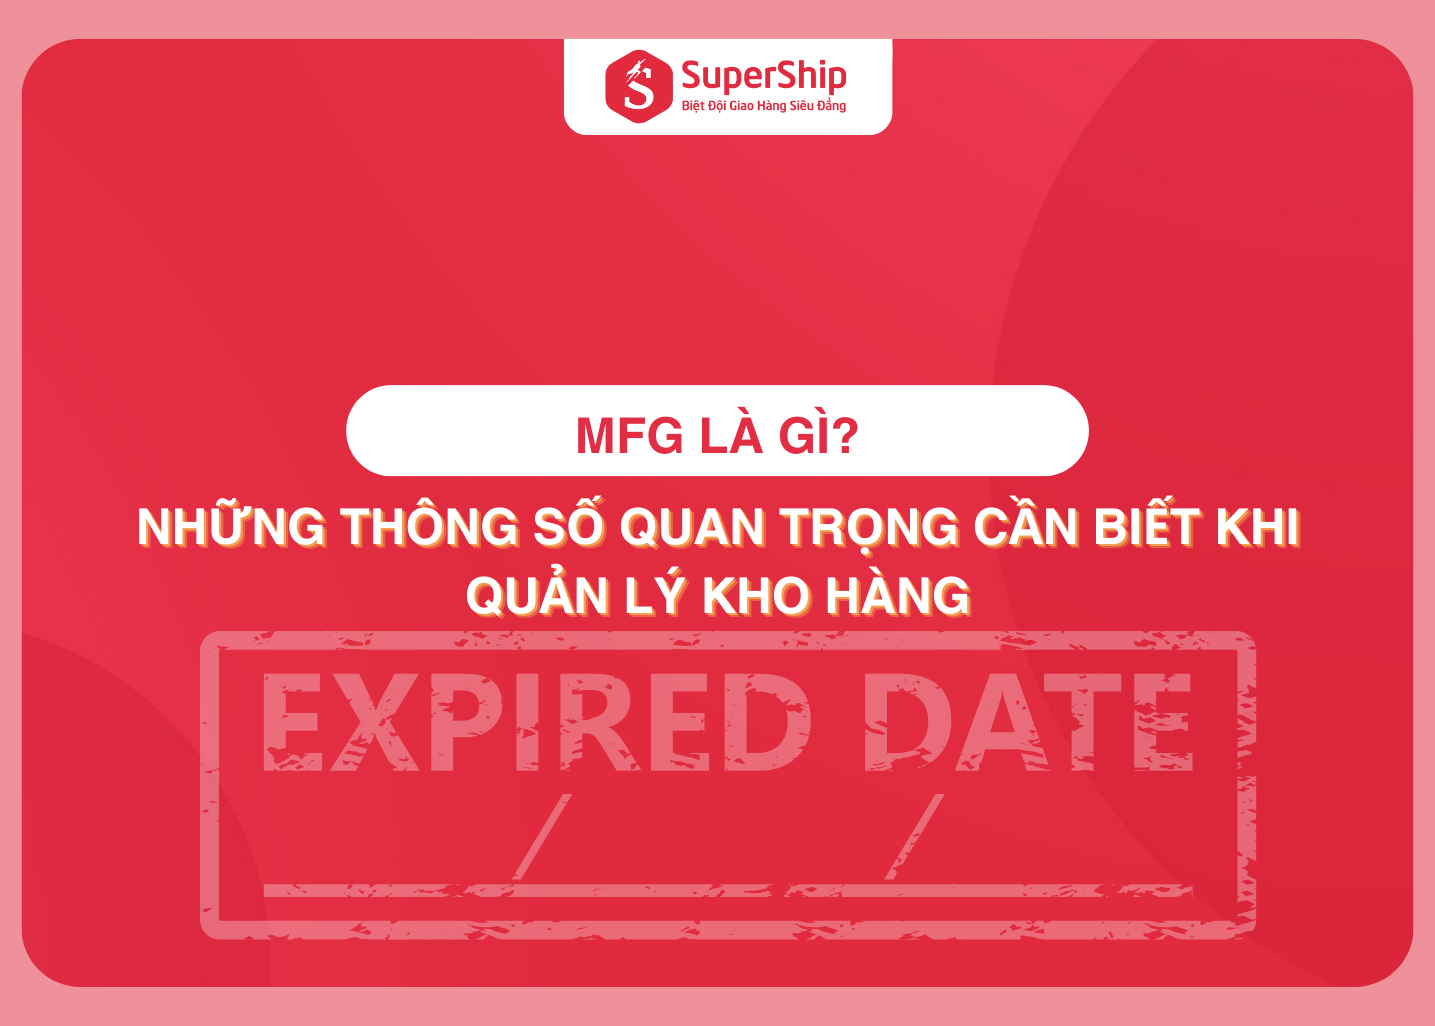 SuperShip
Biệt Đội Giao Hàng Siêu Đẳng
MFG LÀ GÌ?
NHỮNG THÔNG SỐ QUAN TRỌNG CẦN BIẾT KHI
QUẢN LÝ KHO HÀNG
EXPIRED DATE
/ /